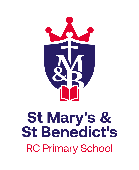 M
&B
St Mary's &
St Benedict's
RC Primary School